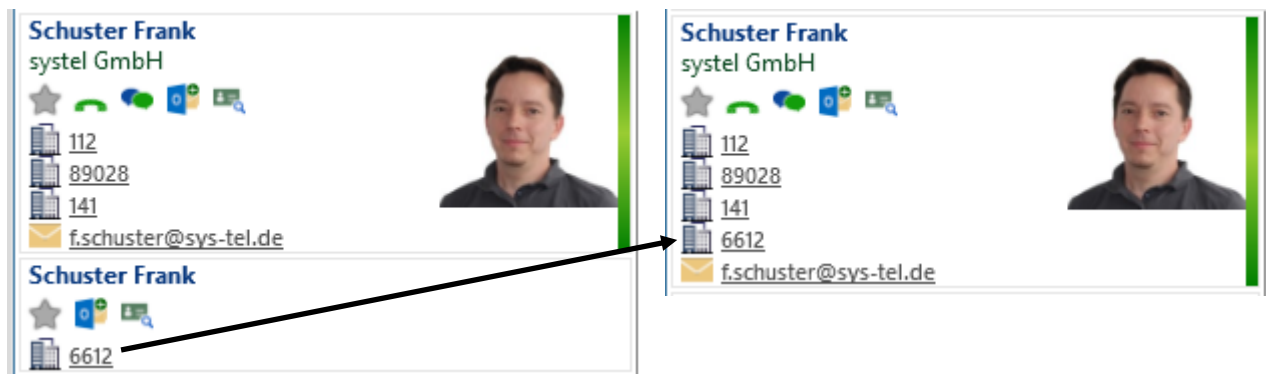 Schuster Frank
systel GmbH
112
89028
141
f.schuster@sys-tel.de
Schuster Frank
6612
Schuster Frank
systel GmbH
112
89028
141
6612
f.schuster@sys-tel.de